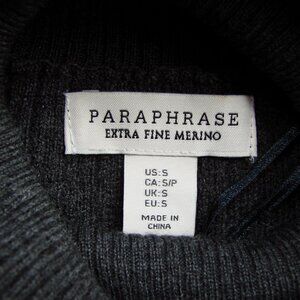 PARAPHRASE
EXTRA FINE MERINO
US:S
CA:S/P
UK:S
EU:S
MADE IN
CHINA